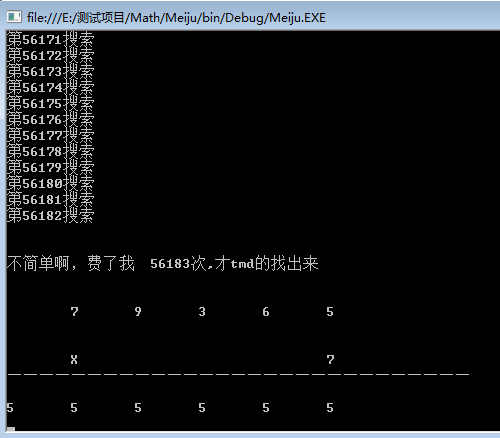 file:///E:/测试项目/Math/Meiju/bin/Debug/Meiju.EXE
第56171搜索
第56172搜索
第56173搜索
第56174搜索
第56175搜索
第56176搜索
第56177搜索
第56178搜索
第56179搜索
第56180搜索
第56181搜索
第56182搜索
不简单啊，费了我 56183次,才tmd的找出来
7 9 3 6 5
X 7
——————————————————————————————
5 5 5 5 5 5